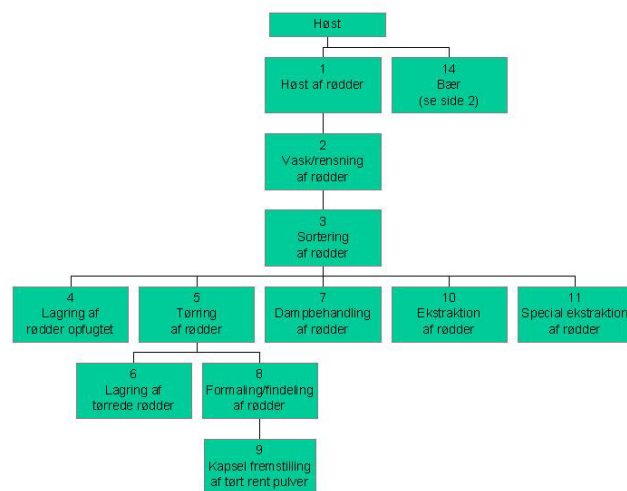 Høst
1
Høst af rødder
14
Bær
(se side 2)
2
Vask/rensning
af rødder
3
Sortering
af rødder
4
Lagring af
rødder opfugtet
5
Tørring
af rødder
7
Dampbehandling
af rødder
10
Ekstraktion
af rødder
11
Special ekstraktion
af rødder
6
Lagring af
tørrede rødder
8
Formaling/findeling
af rødder
9
Kapsel fremstilling
af tørt rent pulver